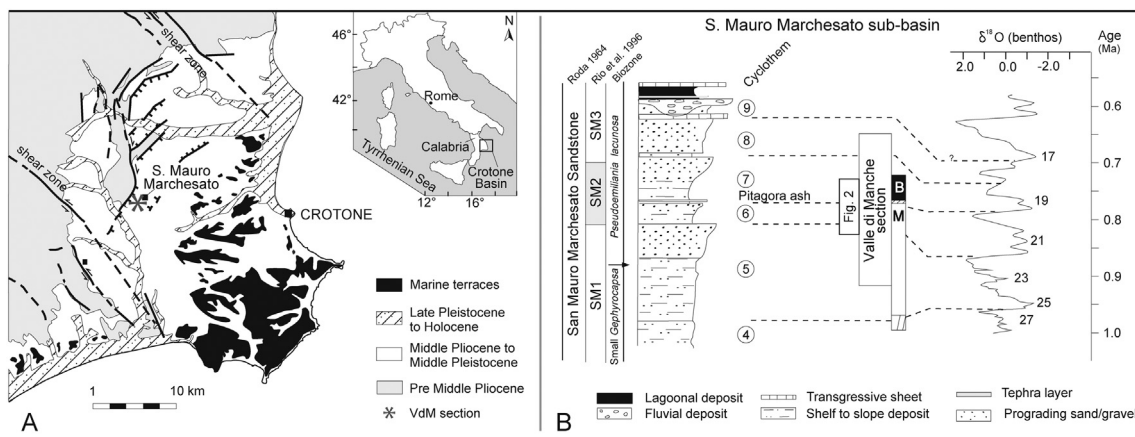 shear zone
shear zone
S. Mauro
Marchesato
CROTONE
46°
42°
Rome
Calabria
Tyrrhenian Sea
Crotone
Basin
N
Marine terraces
Late Pleistocene
to Holocene
Middle Pliocene to
Middle Pleistocene
Pre Middle Pliocene
VdM section
1 10 km
A
S. Mauro Marchesato sub-basin
Roda 1964
Rio et al. 1996
Biozone
Cyclothem
δ18O (benthos)
2.0 0.0 -2.0
Age
(Ma)
San Mauro Marchesato Sandstone
SM3
SM2
SM1
Pseudoemiliania lacunosa
Small Gephyrocapsa
9
8
7
Pitagora ash
6
5
4
Fig. 2
Valle di Manche
section
B
M
?
17
19
21
23
25
27
0.6
0.7
0.8
0.9
1.0
Lagoonal deposit
Fluvial deposit
Transgressive sheet
Shelf to slope deposit
Tephra layer
Prograding sand/gravel
B